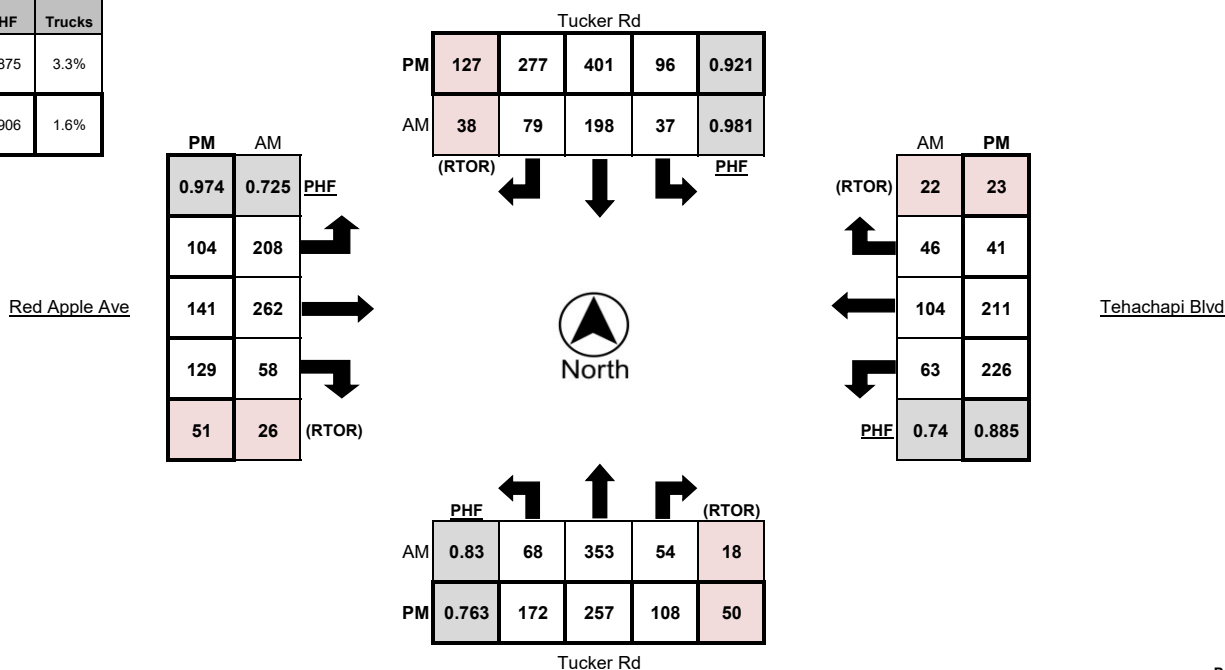 HF Trucks
875 3.3%
906 1.6%
Tucker Rd
PM 127 277 401 96 0.921
AM 38 79 198 37 0.981
(RTOR) PHF
PM AM
0.974 0.725 PHF
104 208
141 262
129 58
51 26 (RTOR)
Red Apple Ave
North
AM PM
(RTOR) 22 23
46 41
104 211
63 226
PHF 0.74 0.885
Tehachapi Blvd
PHF (RTOR)
AM 0.83 68 353 54 18
PM 0.763 172 257 108 50
Tucker Rd